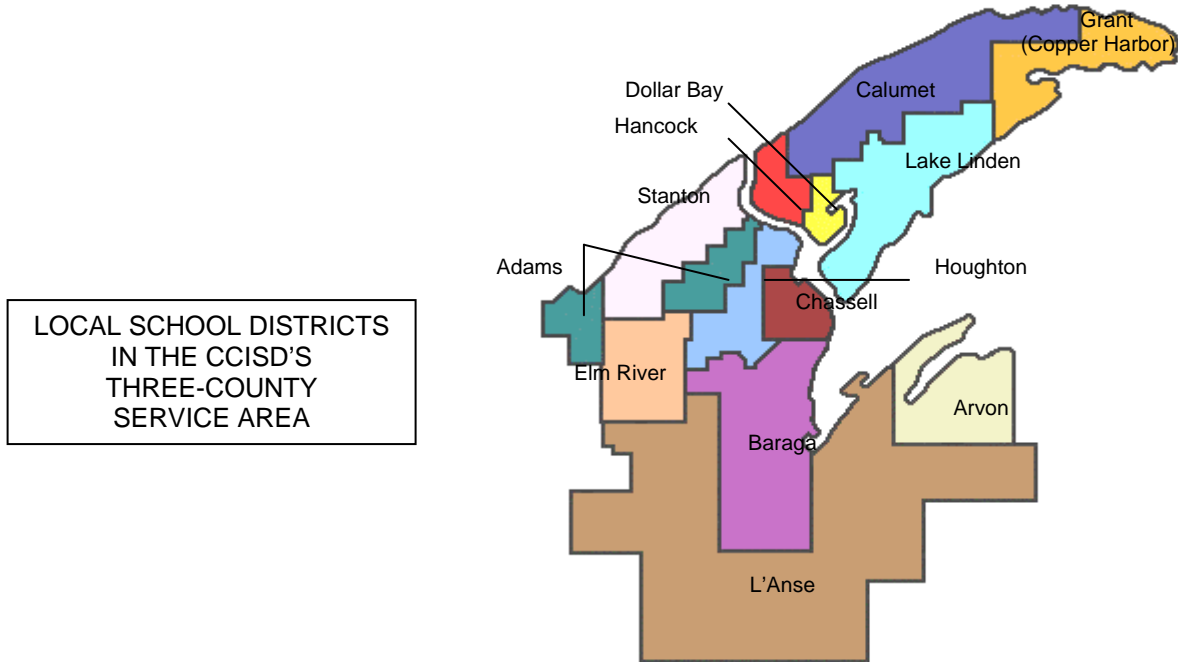 Grant
(Copper Harbor)
Dollar Bay
Calumet
Hancock
Lake Linden
Stanton
Adams
Houghton
Chassell
LOCAL SCHOOL DISTRICTS
IN THE CCISD'S
THREE-COUNTY
SERVICE AREA
Elm River
Arvon
Baraga
L'Anse